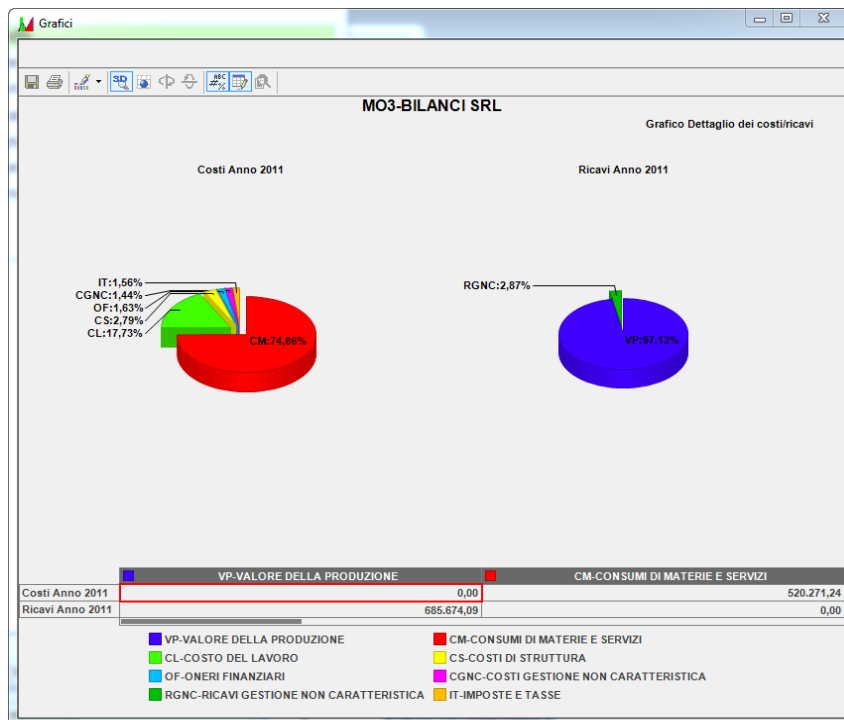 Grafici
3D
ABC
#%
MO3-BILANCI SRL
Grafico Dettaglio dei costi/ricavi
Costi Anno 2011
Ricavi Anno 2011
IT:1,56%
CGNC:1,44%
OF:1,63%
CS:2,79%
CL:17,73%
CM:74,86%
RGNC:2,87%
VP:97,13%
VP-VALORE DELLA PRODUZIONE CM-CONSUMI DI MATERIE E SERVIZI
Costi Anno 2011 0,00 520.271,24
Ricavi Anno 2011 685.674,09 0,00
VP-VALORE DELLA PRODUZIONE CM-CONSUMI DI MATERIE E SERVIZI
CL-COSTO DEL LAVORO CS-COSTI DI STRUTTURA
OF-ONERI FINANZIARI CGNC-COSTI GESTIONE NON CARATTERISTICA
RGNC-RICAVI GESTIONE NON CARATTERISTICA IT-IMPOSTE E TASSE